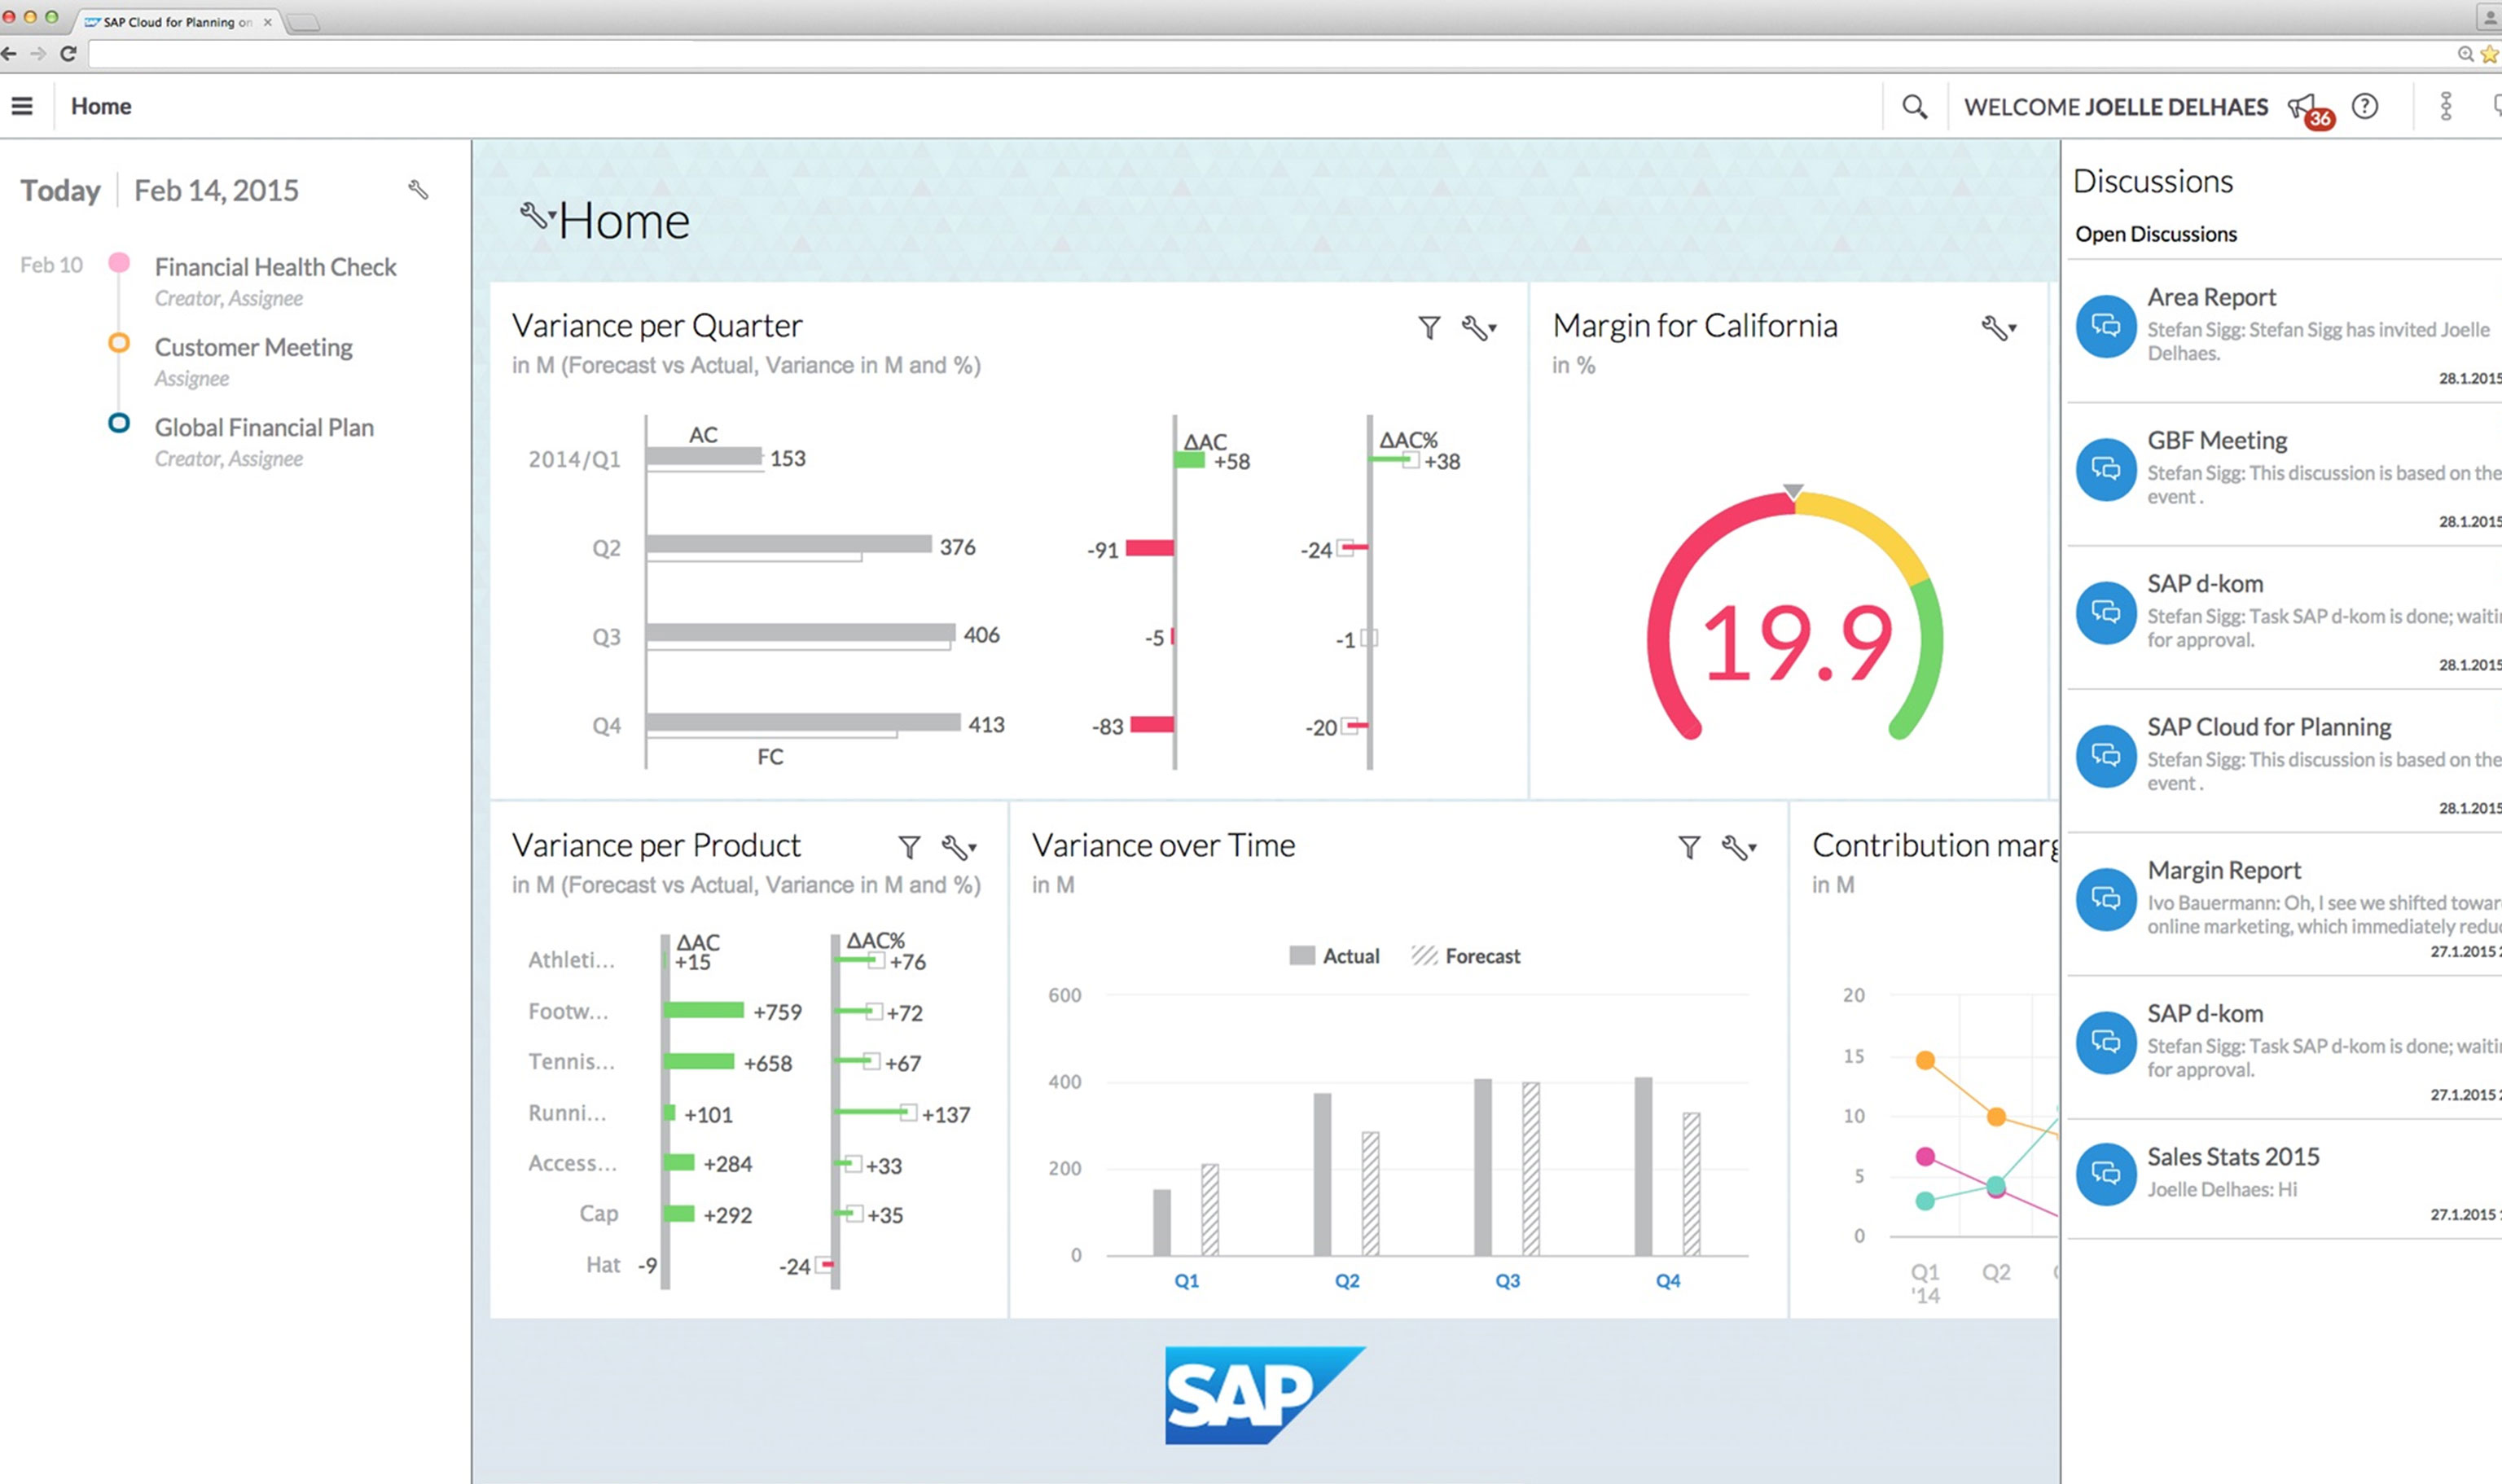 SAP Cloud for Planning on
Home
WELCOME JOELLE DELHAES
36
Today
Feb 14, 2015
Feb 10
Financial Health Check
Creator, Assignee
Customer Meeting
Assignee
Global Financial Plan
Creator, Assignee
Home
Variance per Quarter
in M (Forecast vs Actual, Variance in M and %)
AC
ΔAC
ΔAC%
2014/Q1 153 +58 +38
Q2 376 -91 -24
Q3 406 -5 -1
Q4 413 -83 -20
FC
Margin for California
in %
19.9
Variance per Product
in M (Forecast vs Actual, Variance in M and %)
ΔAC
ΔAC%
Athleti... +15 +76
Footw... +759 +72
Tennis... +658 +67
Runni... +101 +137
Access... +284 +33
Cap +292 +35
Hat -9 -24
Variance over Time
in M
Actual Forecast
600
400
200
0
Q1 Q2 Q3 Q4
Contribution
in M
20
15
10
5
0
Q1 Q2
'14
SAP
Discussions
Open Discussions
Area Report
Stefan Sigg: Stefan Sigg has invited Joelle
Delhaes.
28.1.2015
GBF Meeting
Stefan Sigg: This discussion is based on the
event .
28.1.2015
SAP d-kom
Stefan Sigg: Task SAP d-kom is done;
for approval.
28.1.2015
SAP Cloud for Planning
Stefan Sigg: This discussion is based on the
event .
28.1.2015
Margin Report
Ivo Bauermann: Oh, I see we shifted
online marketing, which immediately
27.1.2015
SAP d-kom
Stefan Sigg: Task SAP d-kom is done;
for approval.
27.1.2015
Sales Stats 2015
Joelle Delhaes: Hi
27.1.2015